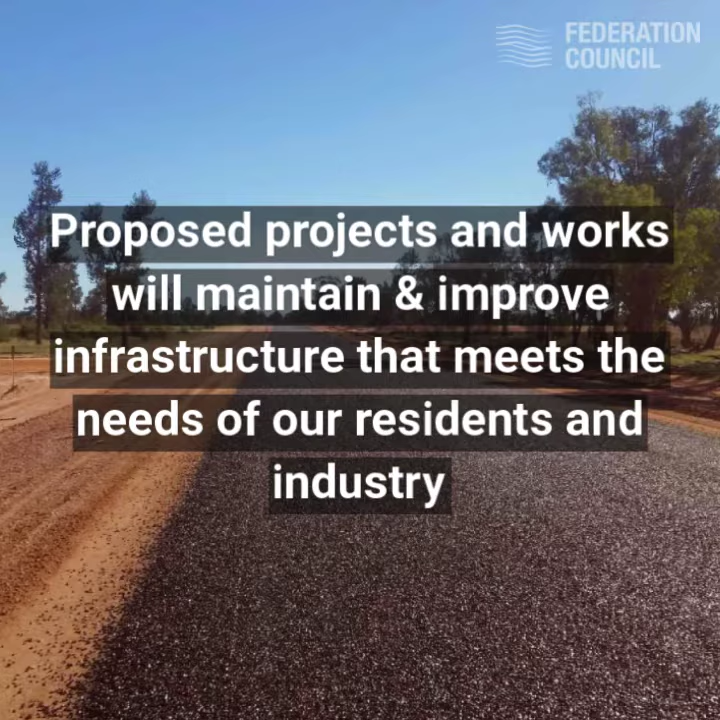 FEDERATION
COUNCIL
Proposed projects and works
will maintain & improve
infrastructure that meets the
needs of our residents and
industry